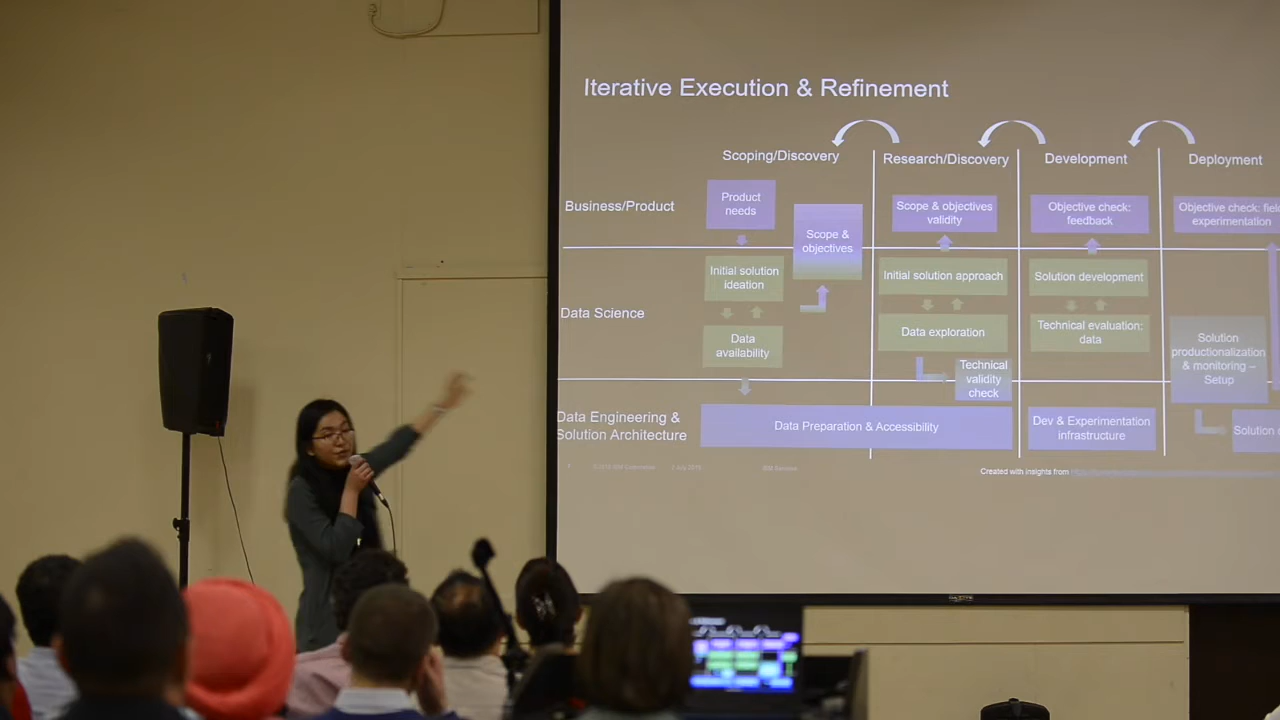 Iterative Execution & Refinement
Scoping/Discovery
Research/Discovery
Development
Deployment
Business/Product
Product
needs
Scope &
objectives
Scope & objectives
validity
Objective check:
feedback
Objective check: field
experimentation
Data Science
Initial solution
ideation
Data
availability
Initial solution approach
Data exploration
Technical
validity
check
Solution development
Technical evaluation:
data
Solution
productionalization
& monitoring –
Setup
Data Engineering &
Solution Architecture
Data Preparation & Accessibility
Dev & Experimentation
infrastructure
Solution
Created with insights from